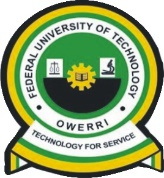 FEDERAL UNIVERSITY OF TECHNOLOGY
OWERRI
TECHNOLOGY FOR SERVICE